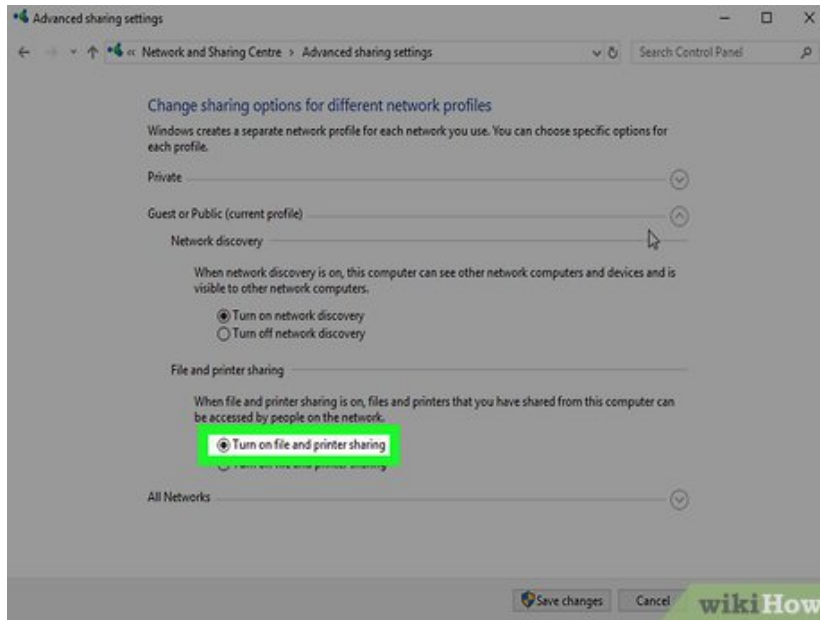 Advanced sharing settings
« Network and Sharing Centre > Advanced sharing settings
Search Control Panel
Change sharing options for different network profiles
Windows creates a separate network profile for each network you use. You can choose specific options for
each profile.
Private
Guest or Public (current profile)
Network discovery
When network discovery is on, this computer can see other network computers and devices and is
visible to other network computers.
Turn on network discovery
Turn off network discovery
File and printer sharing
When file and printer sharing is on, files and printers that you have shared from this computer can
be accessed by people on the network.
Turn on file and printer sharing
file and printer sharing
All Networks
Save changes
Cancel
wikiHow